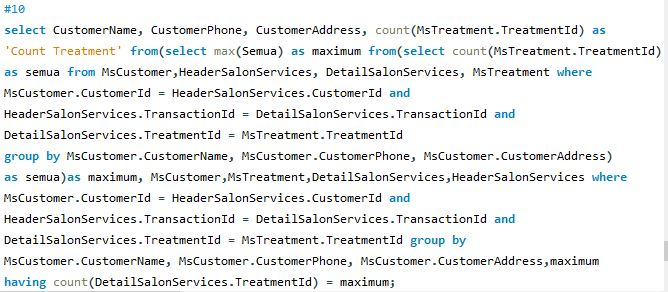 #10
select CustomerName, CustomerPhone, CustomerAddress, count(MsTreatment.TreatmentId) as
'Count Treatment' from(select max(Semua) as maximum from(select count(MsTreatment.TreatmentId)
as semua from MsCustomer,HeaderSalonServices, DetailSalonServices, MsTreatment where
MsCustomer.CustomerId = HeaderSalonServices.CustomerId and
HeaderSalonServices.TransactionId = DetailSalonServices.TransactionId and
DetailSalonServices.TreatmentId = MsTreatment.TreatmentId
group by MsCustomer.CustomerName, MsCustomer.CustomerPhone, MsCustomer.CustomerAddress)
as semua)as maximum, MsCustomer,MsTreatment,DetailSalonServices,HeaderSalonServices where
MsCustomer.CustomerId = HeaderSalonServices.CustomerId and
HeaderSalonServices.TransactionId = DetailSalonServices.TransactionId and
DetailSalonServices.TreatmentId = MsTreatment.TreatmentId group by
MsCustomer.CustomerName, MsCustomer.CustomerPhone, MsCustomer.CustomerAddress,maximum
having count(DetailSalonServices.TreatmentId) = maximum;